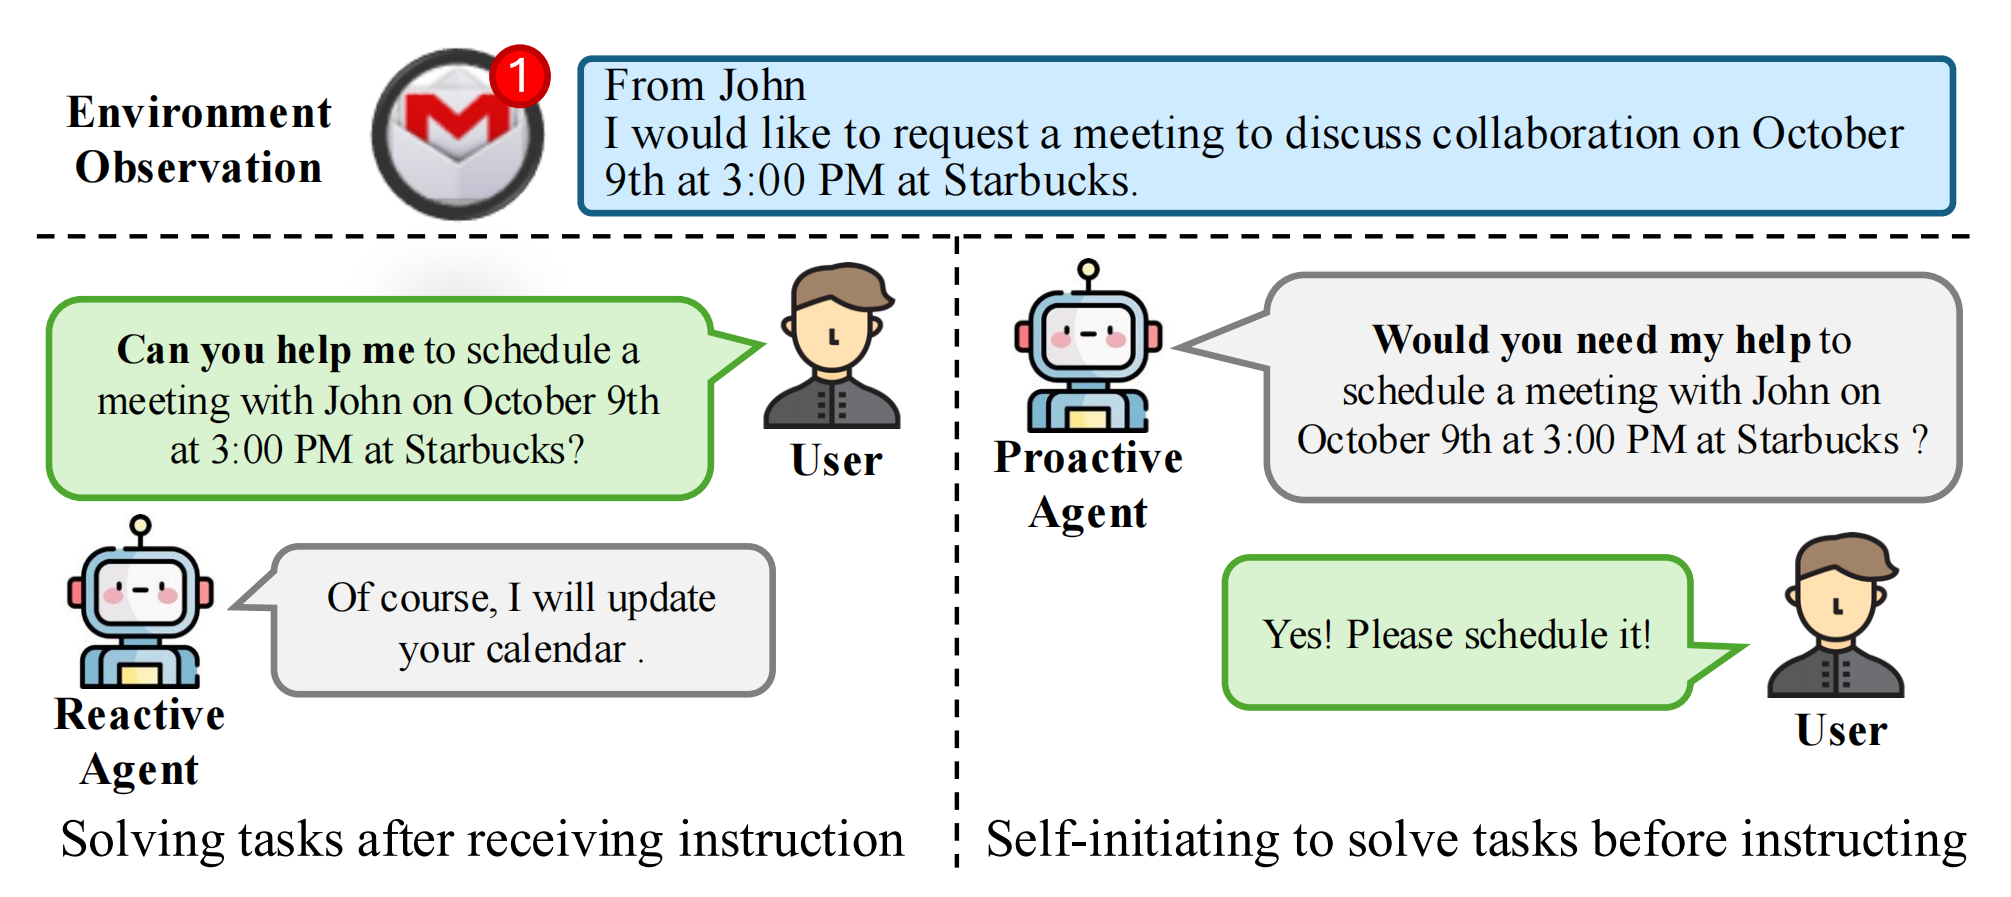 Environment
Observation
1
From John
I would like to request a meeting to discuss collaboration on October
9th at 3:00 PM at Starbucks.
Can you help me to schedule a
meeting with John on October 9th
at 3:00 PM at Starbucks?
User
Of course, I will update
your calendar .
Reactive
Agent
Solving tasks after receiving instruction
Would you need my help to
schedule a meeting with John on
October 9th at 3:00 PM at Starbucks ?
Proactive
Agent
Yes! Please schedule it!
User
Self-initiating to solve tasks before instructing